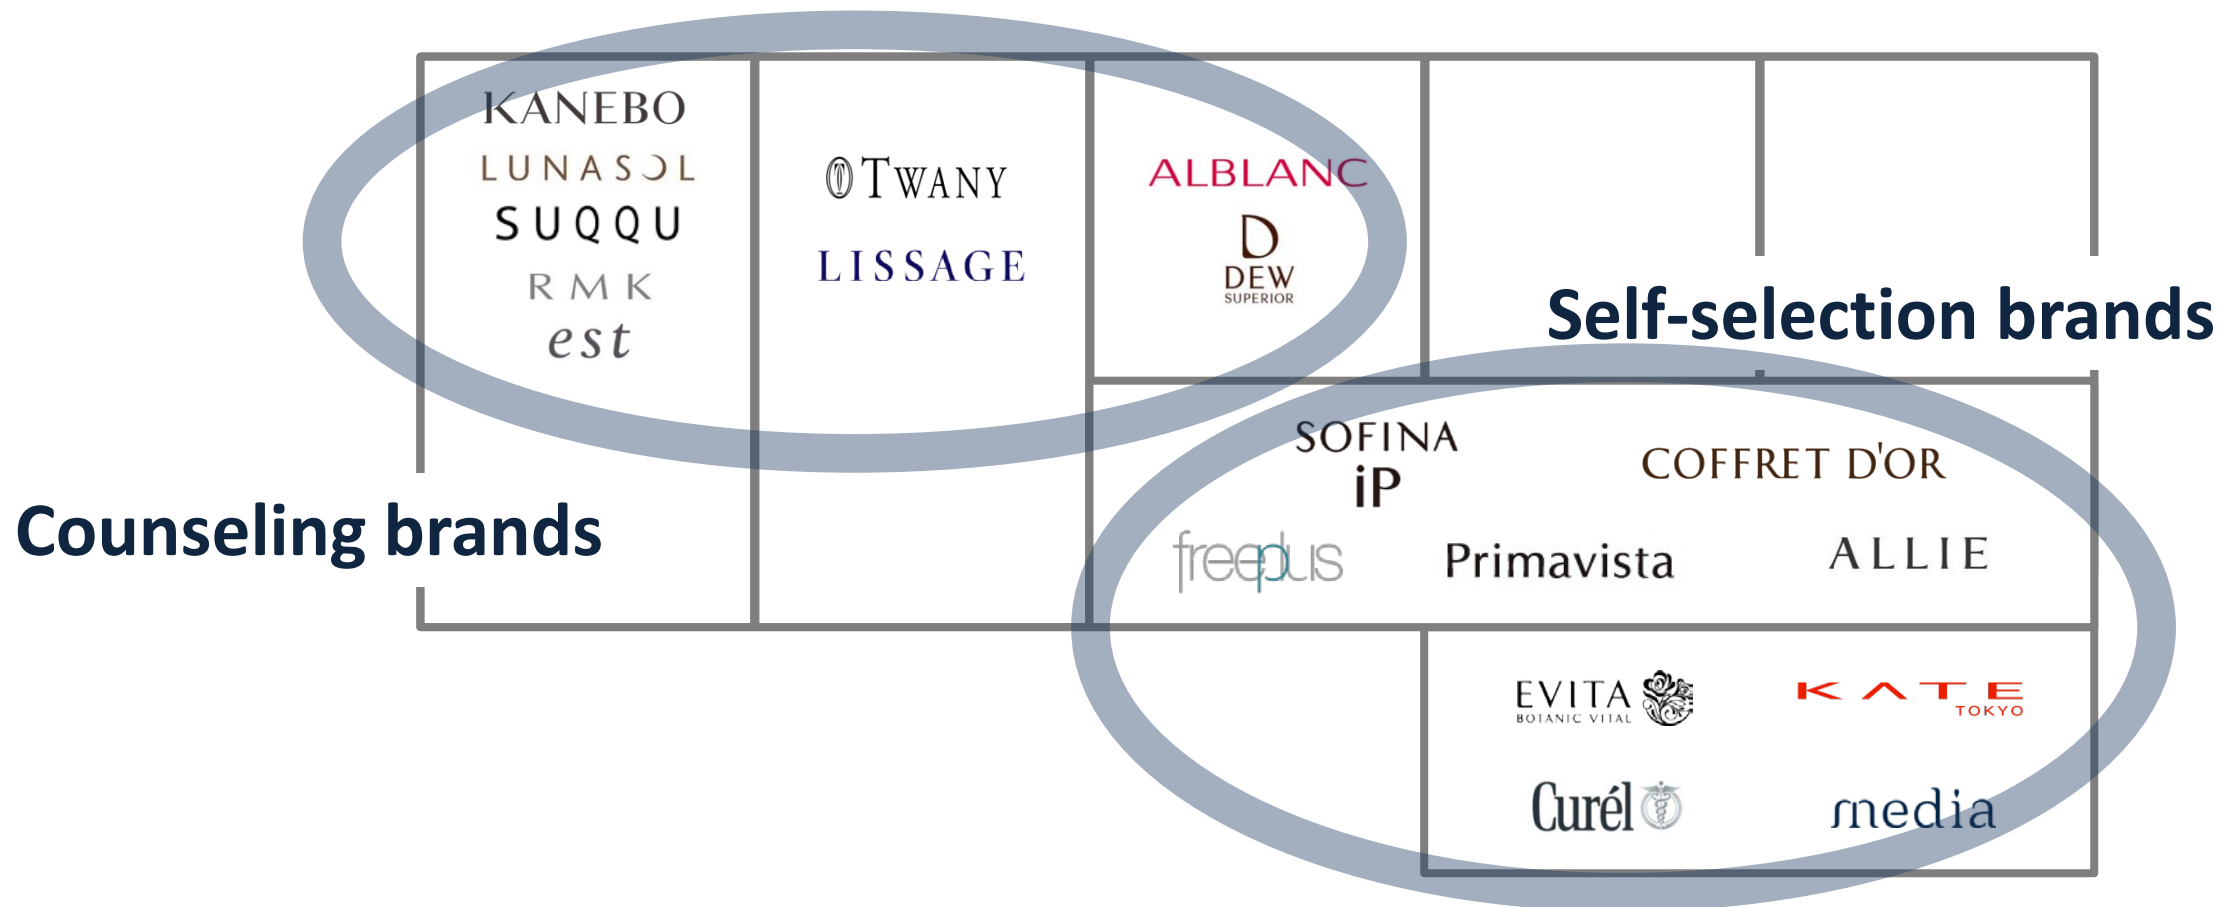 KANEBO
LUNASOL
SUQQU
RMK
est
TWANY
LISSAGE
ALBLANC
D
DEW
SUPERIOR
Counseling brands
Self-selection brands
SOFINA
iP
COFFRET D'OR
freeplus
Primavista
ALLIE
EVITA
BOTANIC VITAL
KATE
TOKYO
Curél
media